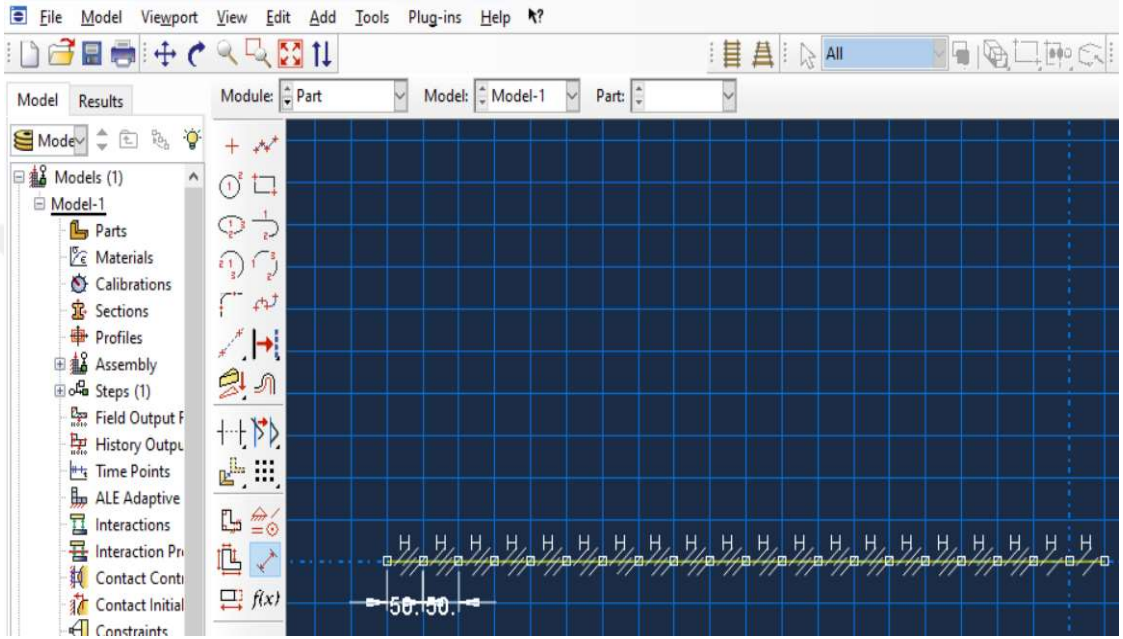 File Model Viewport View Edit Add Tools Plug-ins Help
All
Model Results
Module: Part Model: Model-1 Part:
Mode
Models (1)
Model-1
Parts
Materials
Calibrations
Sections
Profiles
Assembly
Steps (1)
Field Output F
History Outpu
Time Points
ALE Adaptive
Interactions
Interaction Pr
Contact Contr
Contact Initial
Constraints
f(x)
H H H H H H H H H H H H H H H H H H H H
50. 50.